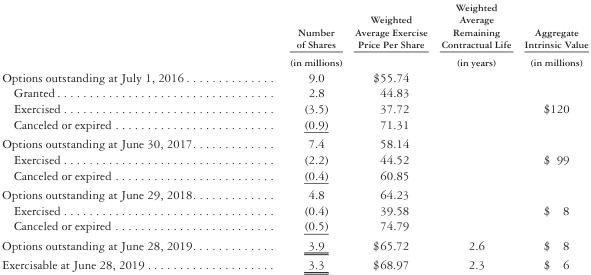 Weighted
Weighted Average
Number Average Exercise Remaining Aggregate
of Shares Price Per Share Contractual Life Intrinsic Value
(in millions) (in years) (in millions)
Options outstanding at July 1, 2016 . . . . . . . . . . . . . . 9.0 $55.74
Granted . . . . . . . . . . . . . . . . . . . . . . . . . . . . . . . . . . . 2.8 44.83
Exercised . . . . . . . . . . . . . . . . . . . . . . . . . . . . . . . . . . (3.5) 37.72 $120
Canceled or expired . . . . . . . . . . . . . . . . . . . . . . . . . (0.9) 71.31
Options outstanding at June 30, 2017. . . . . . . . . . . . . 7.4 58.14
Exercised . . . . . . . . . . . . . . . . . . . . . . . . . . . . . . . . . . (2.2) 44.52 $ 99
Canceled or expired . . . . . . . . . . . . . . . . . . . . . . . . . (0.4) 60.85
Options outstanding at June 29, 2018. . . . . . . . . . . . . 4.8 64.23
Exercised . . . . . . . . . . . . . . . . . . . . . . . . . . . . . . . . . . (0.4) 39.58 $ 8
Canceled or expired . . . . . . . . . . . . . . . . . . . . . . . . . (0.5) 74.79
Options outstanding at June 28, 2019. . . . . . . . . . . . . 3.9 $65.72 2.6 $ 8
Exercisable at June 28, 2019 . . . . . . . . . . . . . . . . . . . . 3.3 $68.97 2.3 $ 6